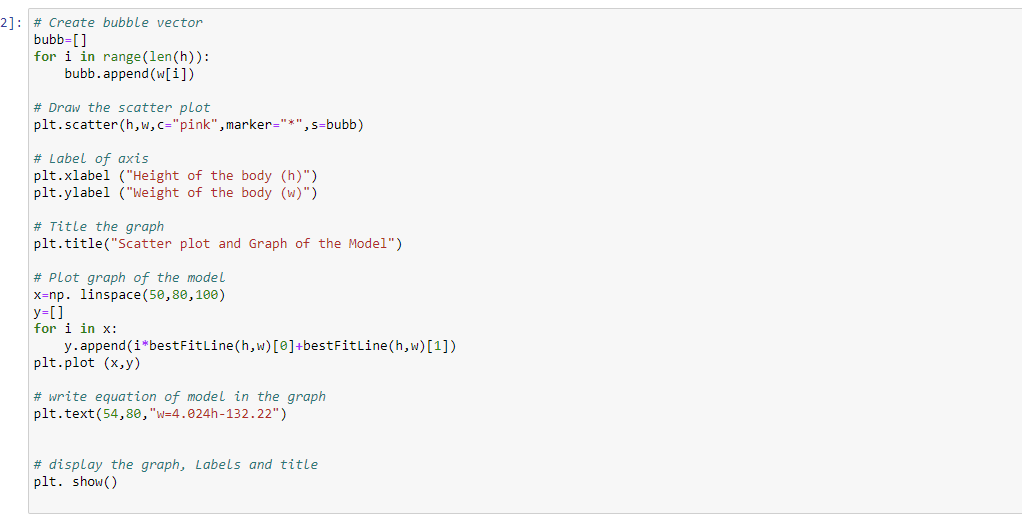 2]: # Create bubble vector
bubb=[]
for i in range(len(h)):
    bubb.append(w[i])

# Draw the scatter plot
plt.scatter(h,w,c="pink",marker="*",s=bubb)

# Label of axis
plt.xlabel ("Height of the body (h)")
plt.ylabel ("Weight of the body (w)")

# Title the graph
plt.title("Scatter plot and Graph of the Model")

# Plot graph of the model
x=np. linspace(50,80,100)
y=[]
for i in x:
    y.append(i*bestFitLine(h,w)[0]+bestFitLine(h,w)[1])
plt.plot (x,y)

# write equation of model in the graph
plt.text(54,80,"w=4.024h-132.22")

# display the graph, Labels and title
plt. show()